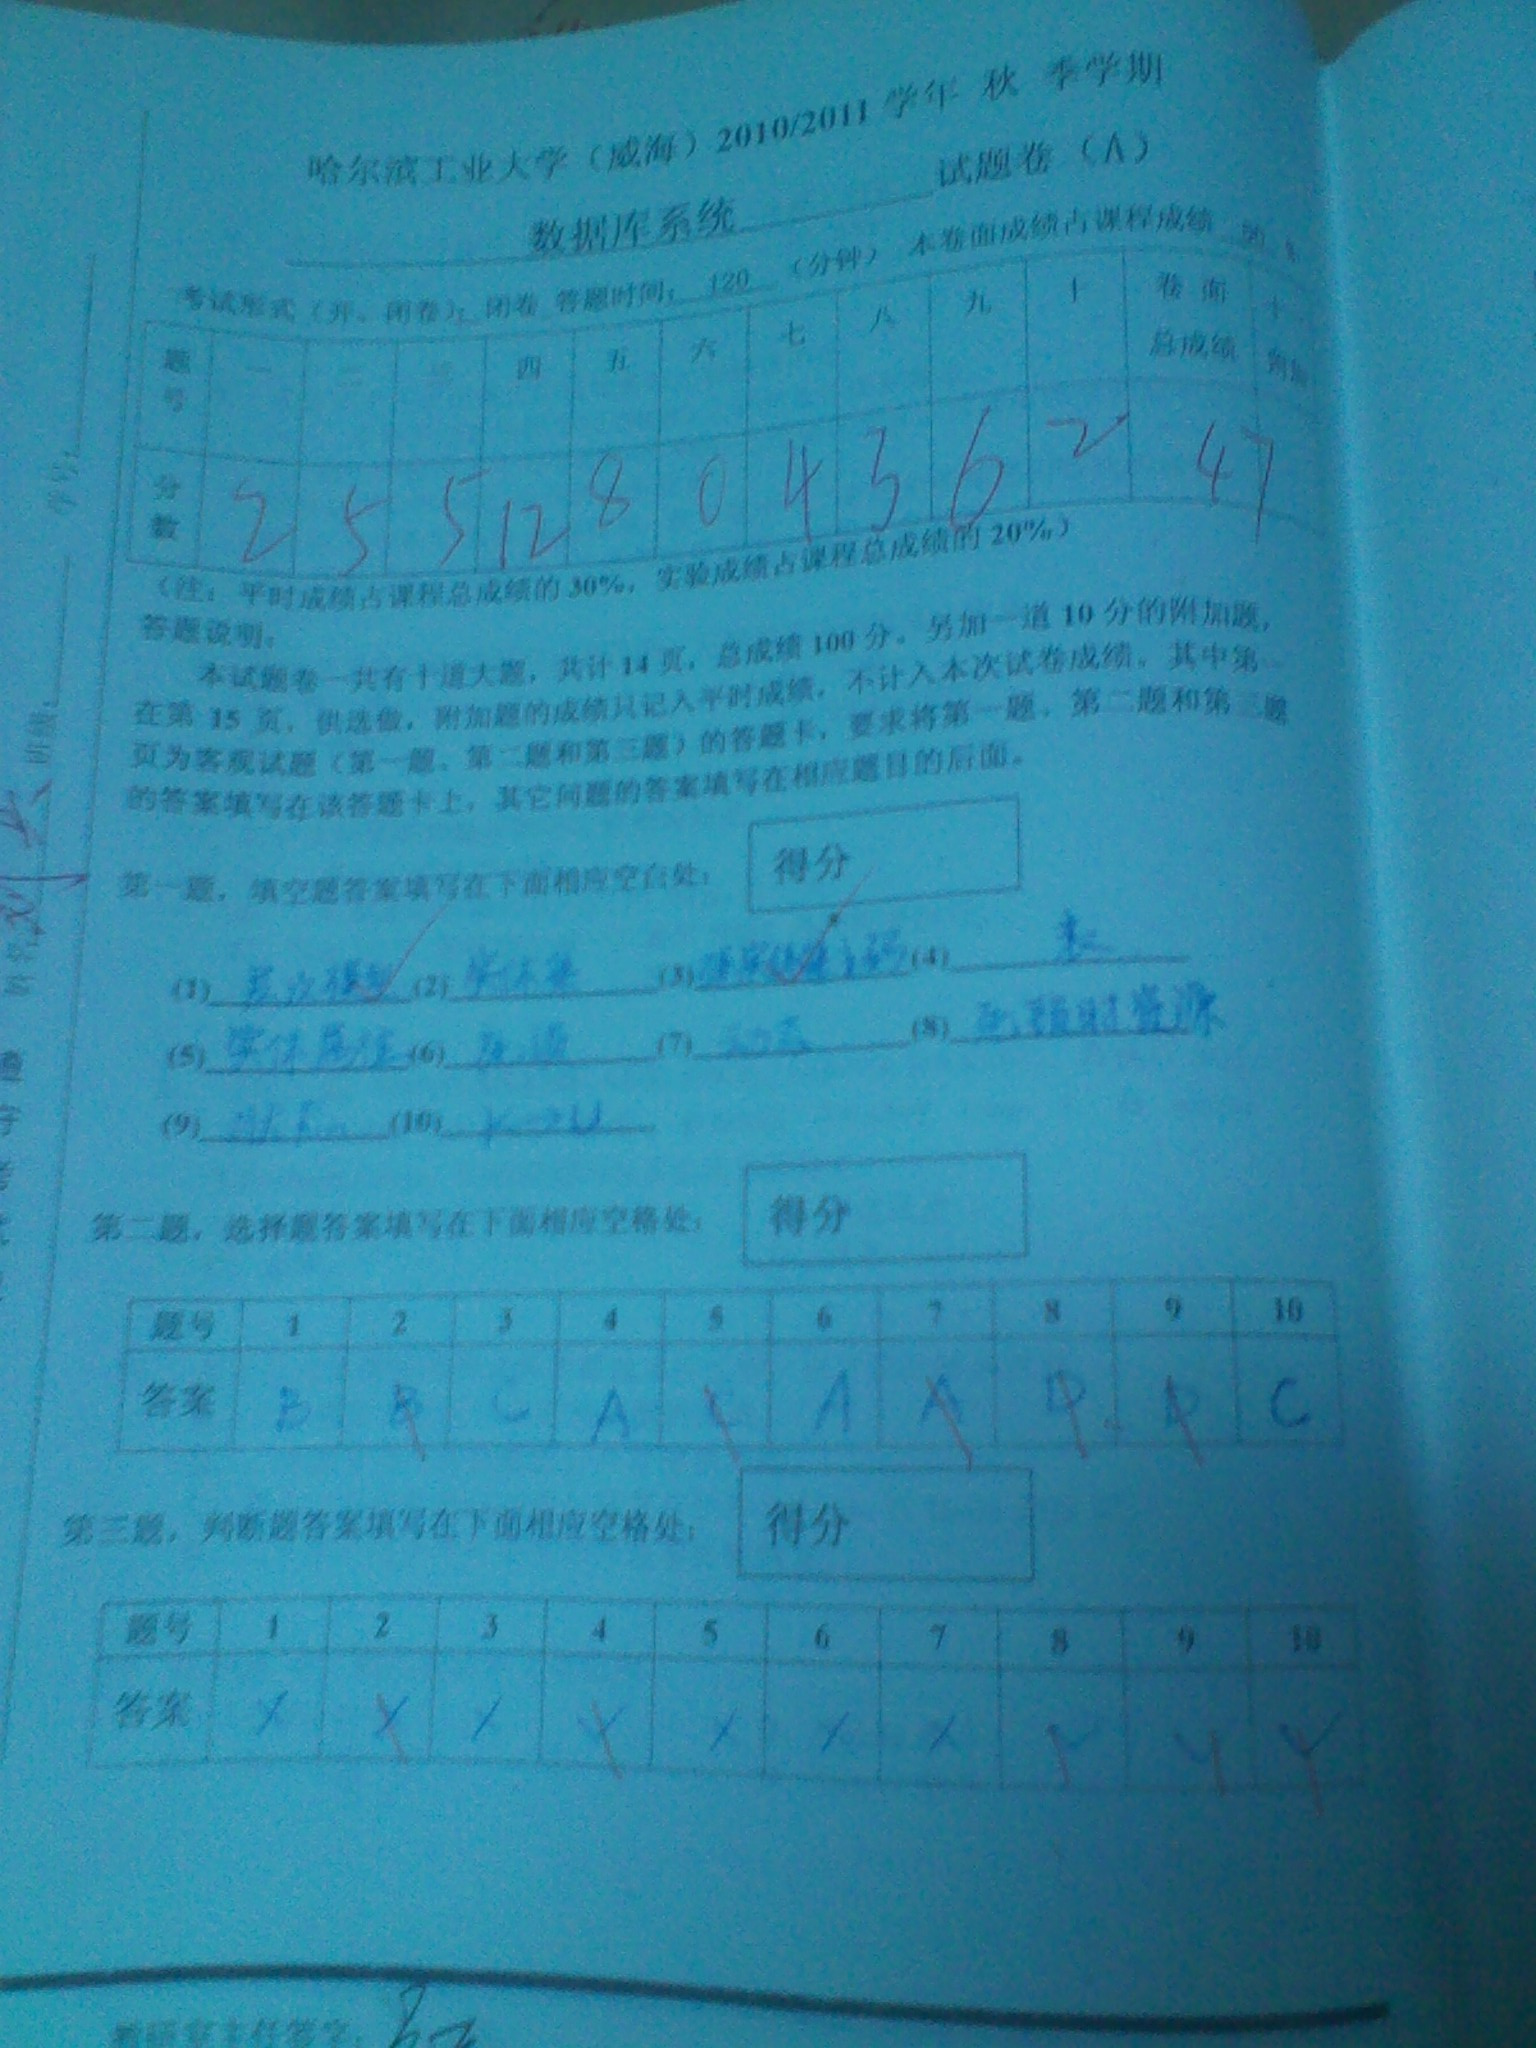 哈尔滨工业大学（威海）2010/2011 学年 秋 季学期
数据库系统 试题卷（A）
考试形式（开、闭卷）：闭卷 答题时间： 120 （分钟） 本卷面成绩占课程成绩
题号 一 二 三 四 五 六 七 八 九 十 卷面总成绩
分数 2 5 5 12 8 0 4 3 6 2 47
（注：平时成绩占课程总成绩的 30%，实验成绩占课程总成绩的 20%）
答题说明。
本试题卷一共有十道大题，共计 14 页，总成绩 100 分。另加一道 10 分的附加题，
在第 15 页，供选做，附加题的成绩只记入平时成绩，不计入本次试卷成绩。其中第
页为客观试题（第一题、第二题和第三题）的答题卡，要求将第一题、第二题和第三题
的答案填写在该答题卡上，其它问题的答案填写在相应题目的后面。
第一题，填空题答案填写在下面相应空白处： 得分
(1) 层次模型 (2) 实体集 (3) (4) 表
(5) 实体属性 (6) (7) 动态 (8)
(9) (10)
第二题，选择题答案填写在下面相应空格处： 得分
题号 1 2 3 4 5 6 7 8 9 10
答案 B B C A A A D D C
第三题，判断题答案填写在下面相应空格处： 得分
题号 1 2 3 4 5 6 7 8 9 10
答案 × × × × × × ×
学号：
班级：